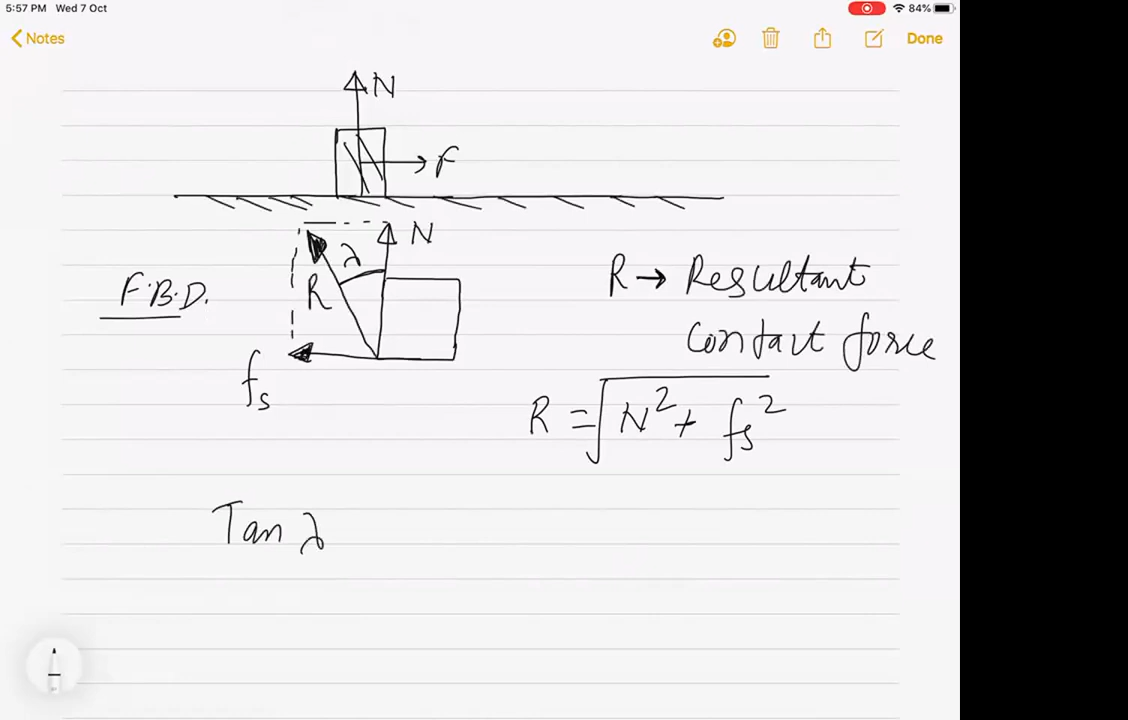 5:57 PM Wed 7 Oct
84%
Notes
Done
N
F
N
λ
R
F.B.D.
fs
R → Resultant
contact force
R = √N² + fs²
Tan λ